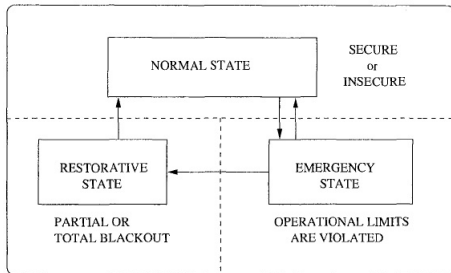 NORMAL STATE
SECURE
or
INSECURE
RESTORATIVE
STATE
EMERGENCY
STATE
PARTIAL OR
TOTAL BLACKOUT
OPERATIONAL LIMITS
ARE VIOLATED